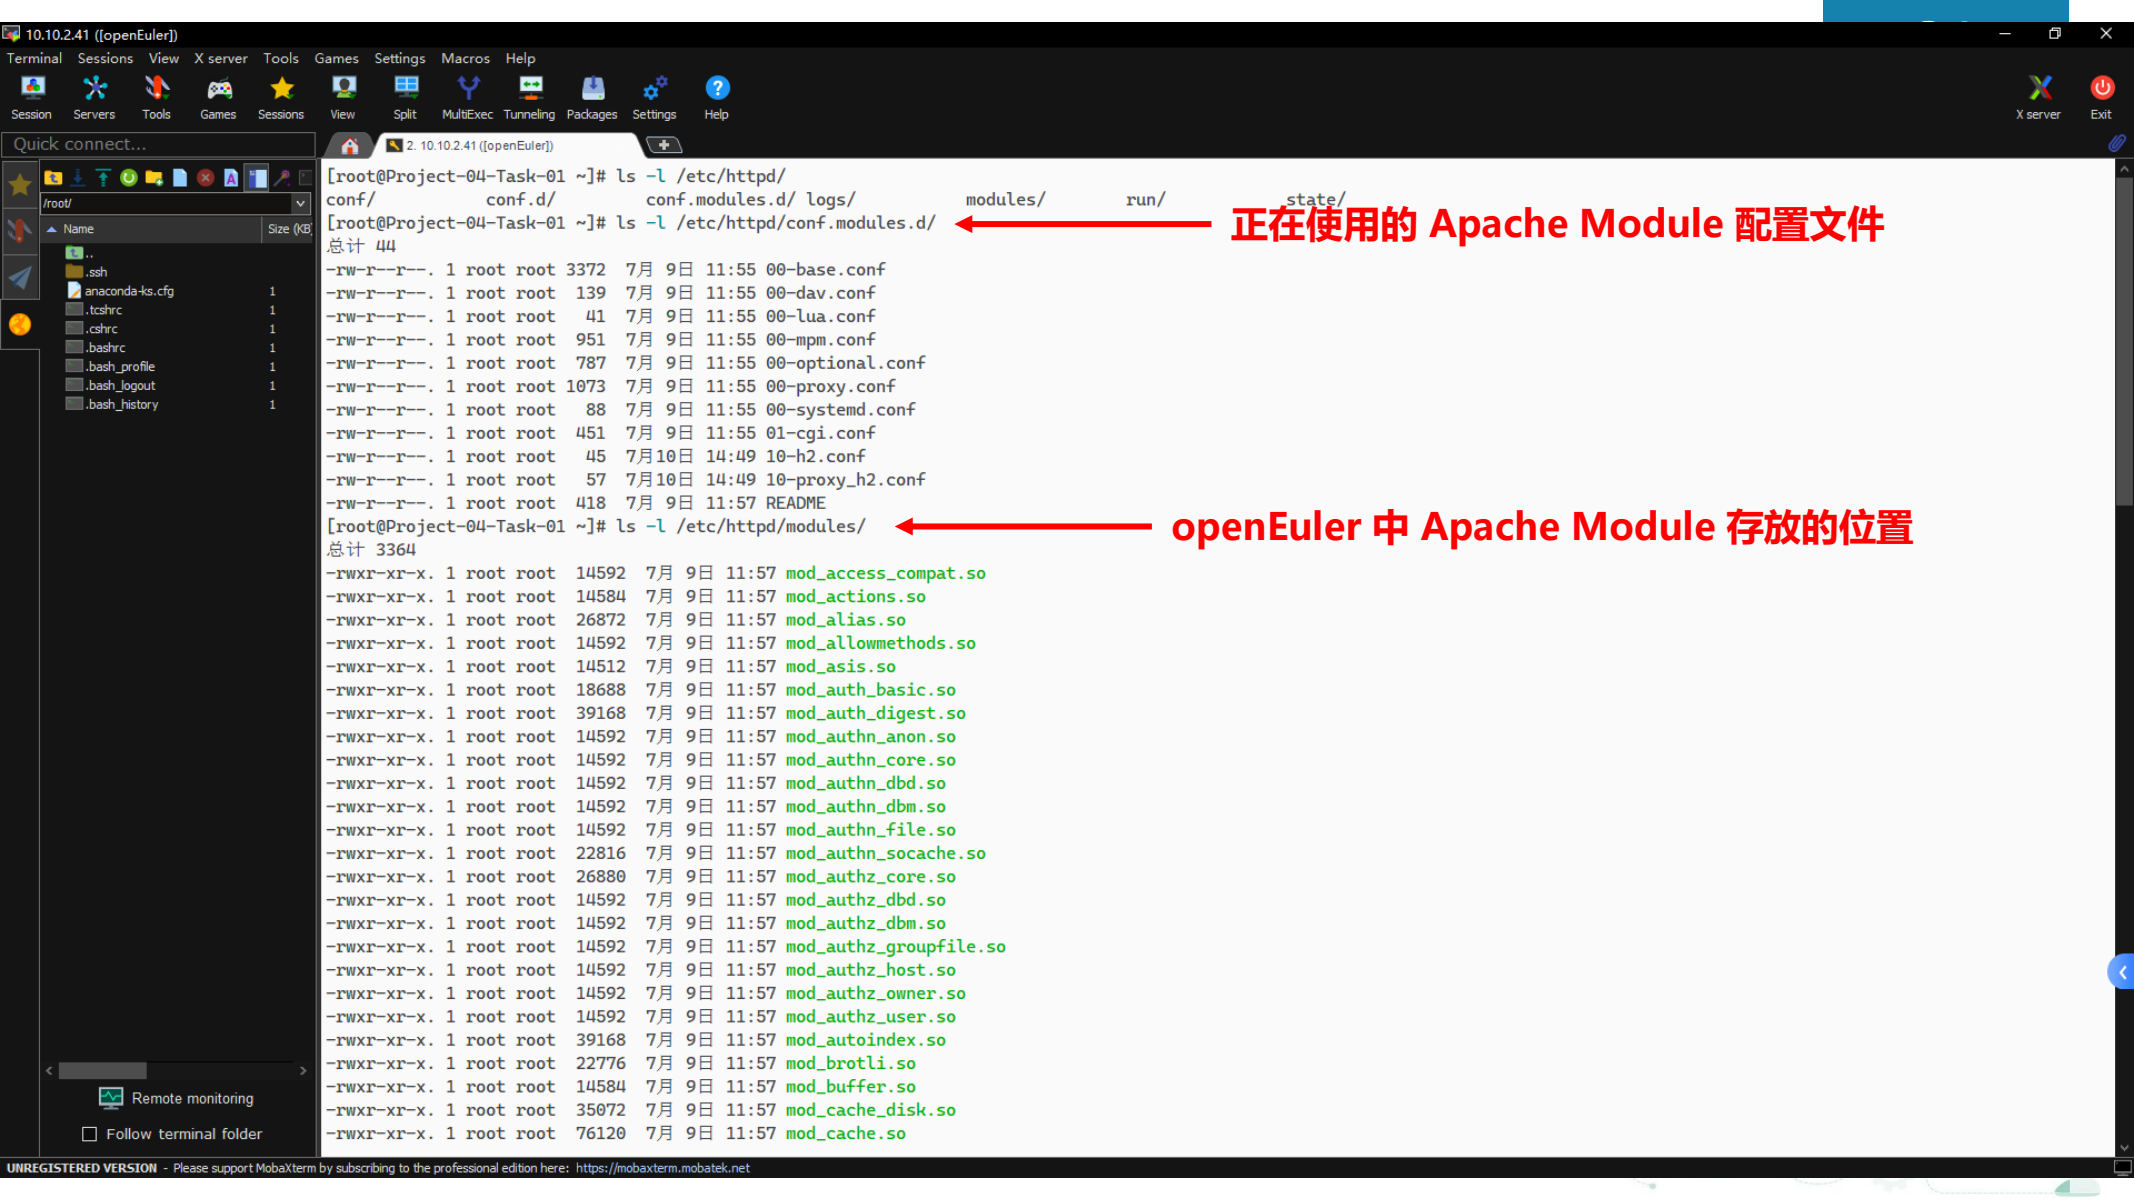 10.10.2.41 ([openEuler])
Terminal Sessions View X server Tools Games Settings Macros Help
Session Servers Tools Games Sessions View Split MultiExec Tunneling Packages Settings Help X server Exit
Quick connect...
2. 10.10.2.41 ([openEuler])
/root/
Name Size (KB)
..
.ssh
anaconda-ks.cfg 1
.tcshrc 1
.cshrc 1
.bashrc 1
.bash_profile 1
.bash_logout 1
.bash_history 1
Remote monitoring
Follow terminal folder
[root@Project-04-Task-01 ~]# ls -l /etc/httpd/
conf/ conf.d/ conf.modules.d/ logs/ modules/ run/ state/
[root@Project-04-Task-01 ~]# ls -l /etc/httpd/conf.modules.d/
正在使用的 Apache Module 配置文件
总计 44
-rw-r--r--. 1 root root 3372 7月 9日 11:55 00-base.conf
-rw-r--r--. 1 root root 139 7月 9日 11:55 00-dav.conf
-rw-r--r--. 1 root root 41 7月 9日 11:55 00-lua.conf
-rw-r--r--. 1 root root 951 7月 9日 11:55 00-mpm.conf
-rw-r--r--. 1 root root 787 7月 9日 11:55 00-optional.conf
-rw-r--r--. 1 root root 1073 7月 9日 11:55 00-proxy.conf
-rw-r--r--. 1 root root 88 7月 9日 11:55 00-systemd.conf
-rw-r--r--. 1 root root 451 7月 9日 11:55 01-cgi.conf
-rw-r--r--. 1 root root 45 7月10日 14:49 10-h2.conf
-rw-r--r--. 1 root root 57 7月10日 14:49 10-proxy_h2.conf
-rw-r--r--. 1 root root 418 7月 9日 11:57 README
[root@Project-04-Task-01 ~]# ls -l /etc/httpd/modules/
openEuler 中 Apache Module 存放的位置
总计 3364
-rwxr-xr-x. 1 root root 14592 7月 9日 11:57 mod_access_compat.so
-rwxr-xr-x. 1 root root 14584 7月 9日 11:57 mod_actions.so
-rwxr-xr-x. 1 root root 26872 7月 9日 11:57 mod_alias.so
-rwxr-xr-x. 1 root root 14592 7月 9日 11:57 mod_allowmethods.so
-rwxr-xr-x. 1 root root 14512 7月 9日 11:57 mod_asis.so
-rwxr-xr-x. 1 root root 18688 7月 9日 11:57 mod_auth_basic.so
-rwxr-xr-x. 1 root root 39168 7月 9日 11:57 mod_auth_digest.so
-rwxr-xr-x. 1 root root 14592 7月 9日 11:57 mod_authn_anon.so
-rwxr-xr-x. 1 root root 14592 7月 9日 11:57 mod_authn_core.so
-rwxr-xr-x. 1 root root 14592 7月 9日 11:57 mod_authn_dbd.so
-rwxr-xr-x. 1 root root 14592 7月 9日 11:57 mod_authn_dbm.so
-rwxr-xr-x. 1 root root 14592 7月 9日 11:57 mod_authn_file.so
-rwxr-xr-x. 1 root root 22816 7月 9日 11:57 mod_authn_socache.so
-rwxr-xr-x. 1 root root 26880 7月 9日 11:57 mod_authz_core.so
-rwxr-xr-x. 1 root root 14592 7月 9日 11:57 mod_authz_dbd.so
-rwxr-xr-x. 1 root root 14592 7月 9日 11:57 mod_authz_dbm.so
-rwxr-xr-x. 1 root root 14592 7月 9日 11:57 mod_authz_groupfile.so
-rwxr-xr-x. 1 root root 14592 7月 9日 11:57 mod_authz_host.so
-rwxr-xr-x. 1 root root 14592 7月 9日 11:57 mod_authz_owner.so
-rwxr-xr-x. 1 root root 14592 7月 9日 11:57 mod_authz_user.so
-rwxr-xr-x. 1 root root 39168 7月 9日 11:57 mod_autoindex.so
-rwxr-xr-x. 1 root root 22776 7月 9日 11:57 mod_brotli.so
-rwxr-xr-x. 1 root root 14584 7月 9日 11:57 mod_buffer.so
-rwxr-xr-x. 1 root root 35072 7月 9日 11:57 mod_cache_disk.so
-rwxr-xr-x. 1 root root 76120 7月 9日 11:57 mod_cache.so
UNREGISTERED VERSION - Please support MobaXterm by subscribing to the professional edition here: https://mobaxterm.mobatek.net